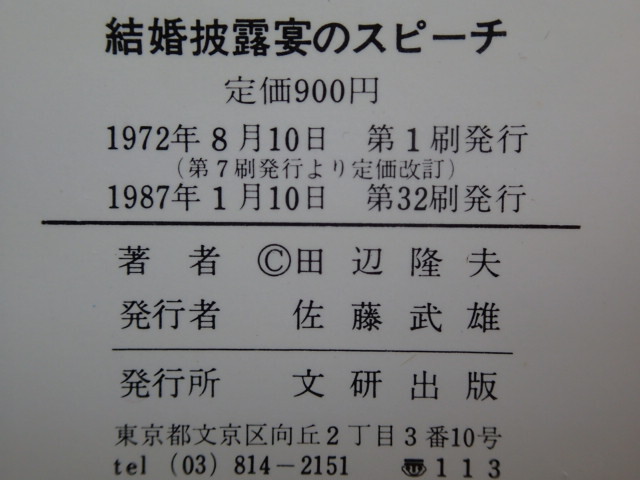 結婚披露宴のスピーチ
定価900円
1972年8月10日 第1刷発行
(第7刷発行より定価改訂)
1987年1月10日 第32刷発行
著者 ©田辺隆夫
発行者 佐藤武雄
発行所 文研出版
東京都文京区向丘2丁目3番10号
tel (03) 814-2151 〠113